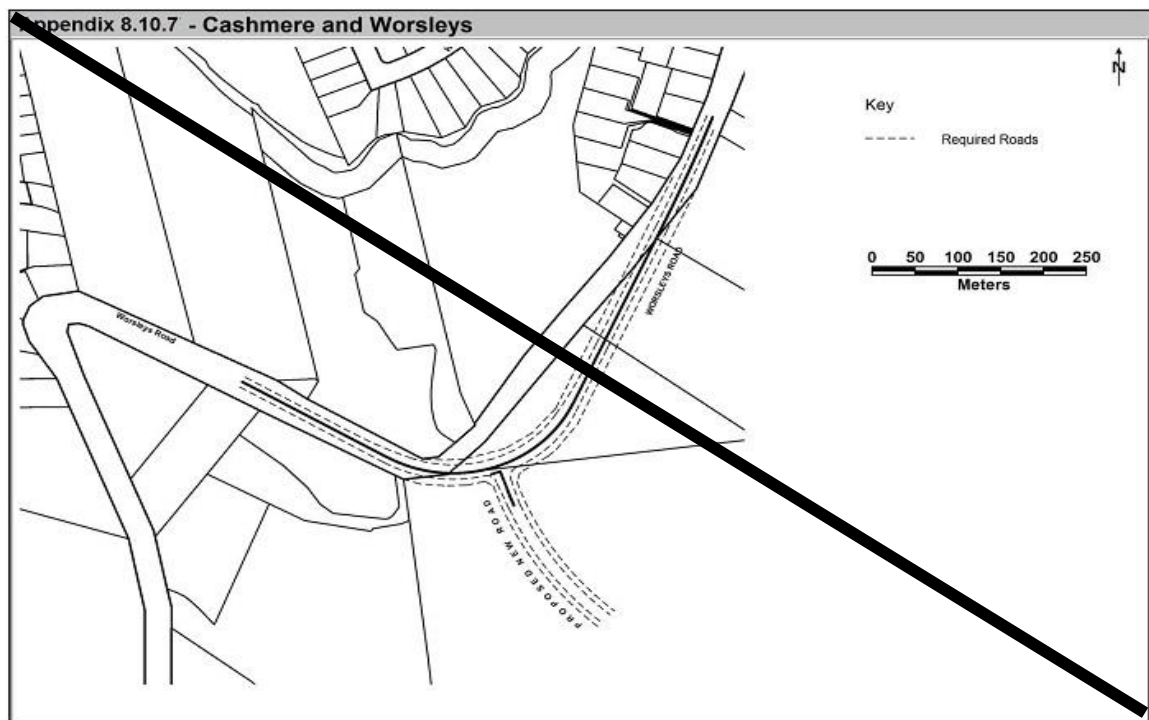 Appendix 8.10.7 - Cashmere and Worsleys
N
Key
Required Roads
0 50 100 150 200 250
Meters
WORSLEYS ROAD
Worsleys Road
PROPOSED NEW ROAD